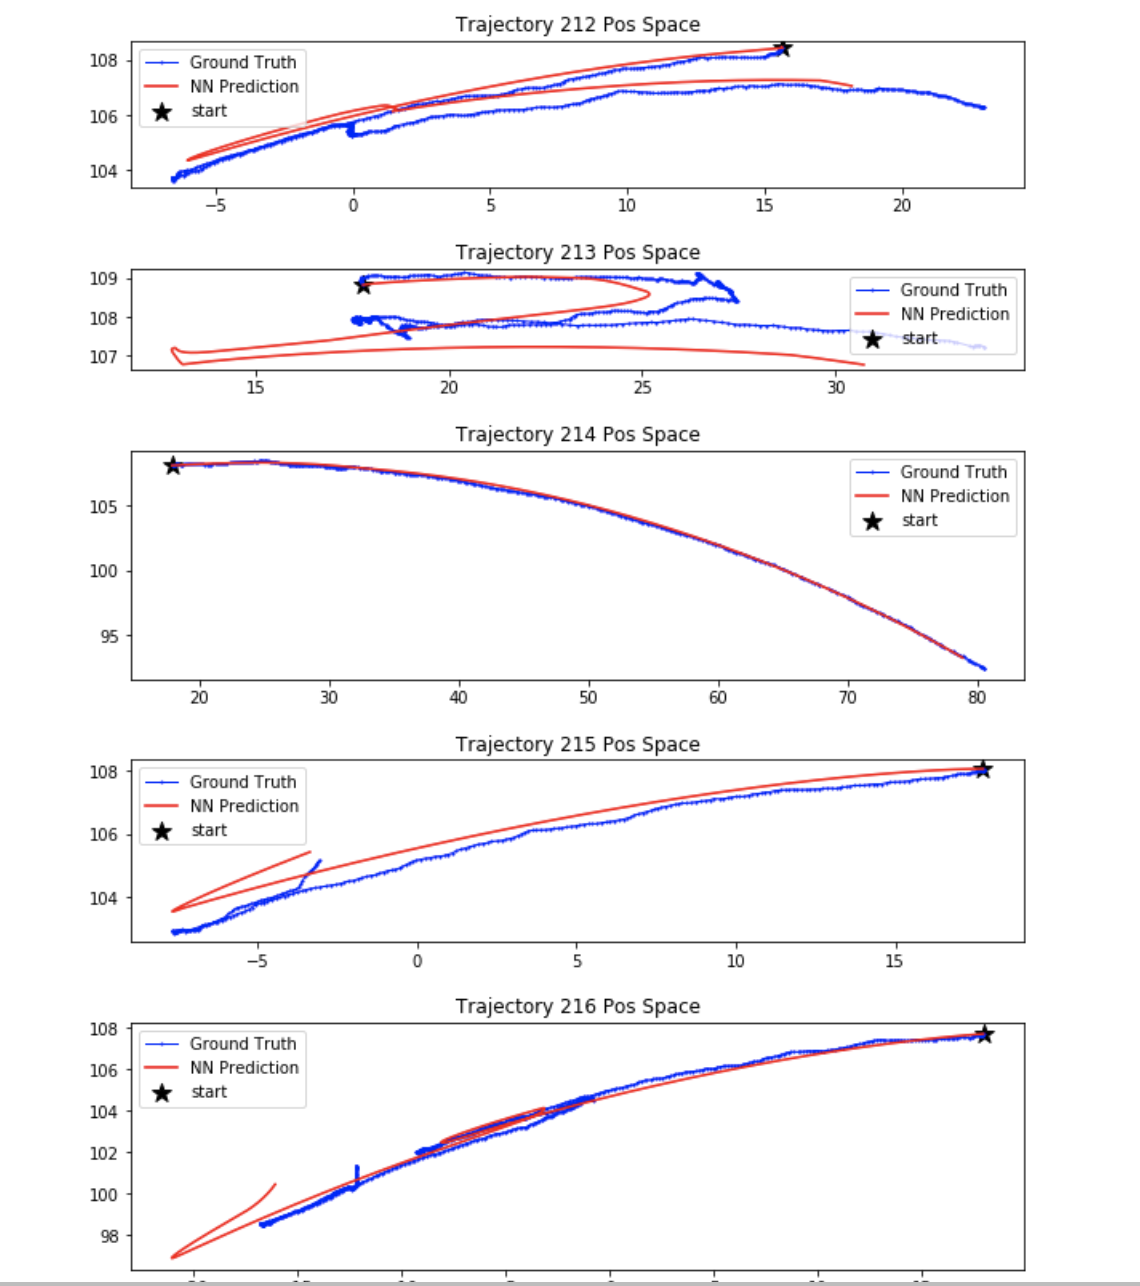 Trajectory 212 Pos Space
Ground Truth
NN Prediction
start
108
106
104
−5 0 5 10 15 20
Trajectory 213 Pos Space
Ground Truth
NN Prediction
start
109
108
107
15 20 25 30
Trajectory 214 Pos Space
Ground Truth
NN Prediction
start
105
100
95
20 30 40 50 60 70 80
Trajectory 215 Pos Space
Ground Truth
NN Prediction
start
108
106
104
−5 0 5 10 15
Trajectory 216 Pos Space
Ground Truth
NN Prediction
start
108
106
104
102
100
98